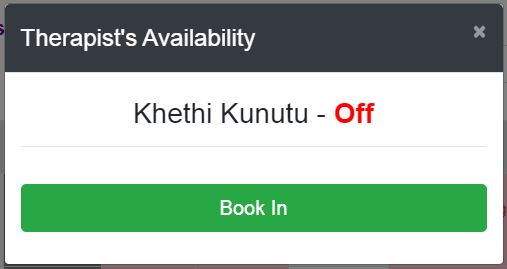 Therapist's Availability ×
Khethi Kunutu - Off
Book In